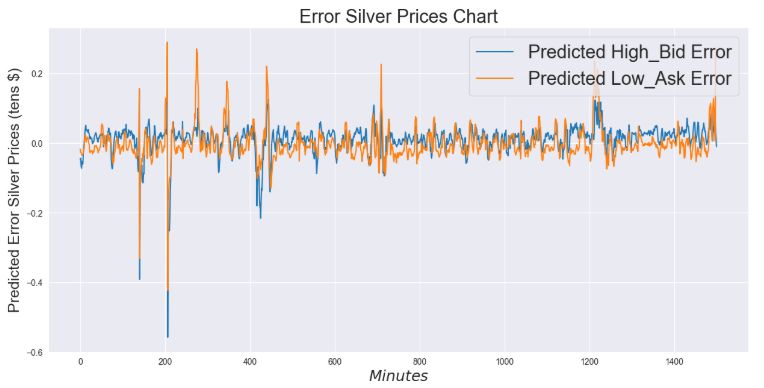 Error Silver Prices Chart
Predicted High_Bid Error
Predicted Low_Ask Error
Predicted Error Silver Prices (tens $)
0.2
0.0
−0.2
−0.4
−0.6
0 200 400 600 800 1000 1200 1400
Minutes